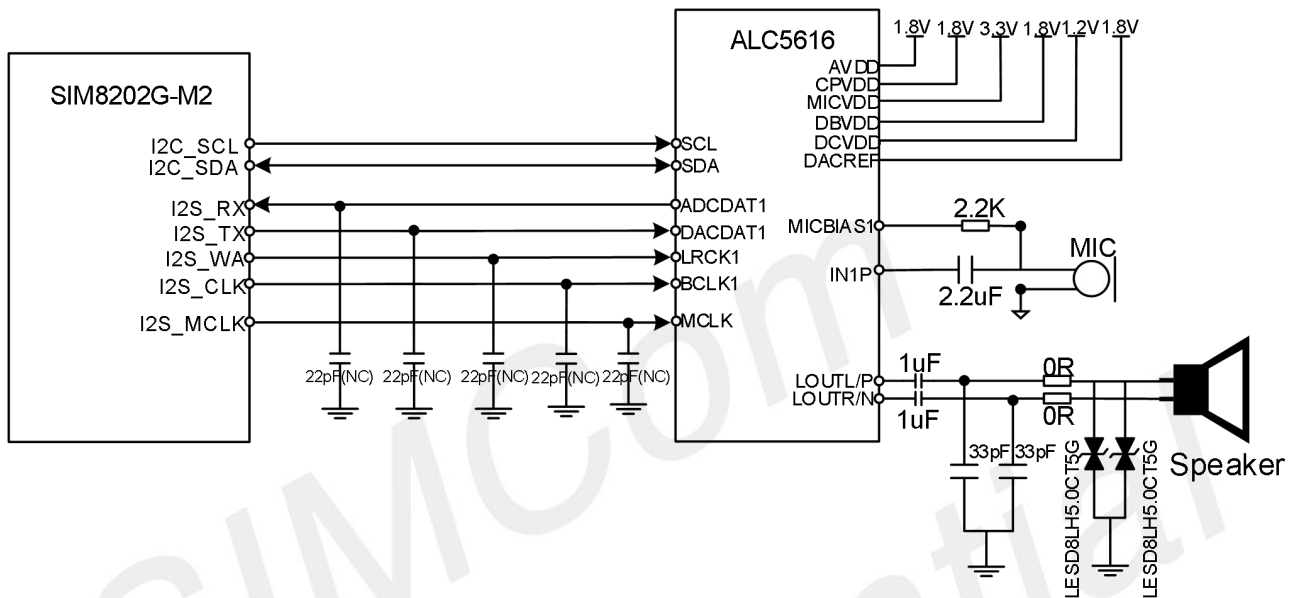 SIM8202G-M2
I2C_SCL
I2C_SDA
I2S_RX
I2S_TX
I2S_WA
I2S_CLK
I2S_MCLK
22pF(NC) 22pF(NC) 22pF(NC) 22pF(NC) 22pF(NC)
ALC5616
SCL
SDA
ADCDAT1
DACDAT1
LRCK1
BCLK1
MCLK
1.8V 1.8V 3.3V 1.8V 1.2V 1.8V
AVDD
CPVDD
MICVDD
DBVDD
DCVDD
DACREF
MICBIAS1
2.2K
IN1P
2.2uF
MIC
LOUTL/P
LOUTR/N
1uF
1uF
0R
0R
33pF 33pF
LESD8LH5.0CT5G
LESD8LH5.0CT5G
Speaker
SIMCom